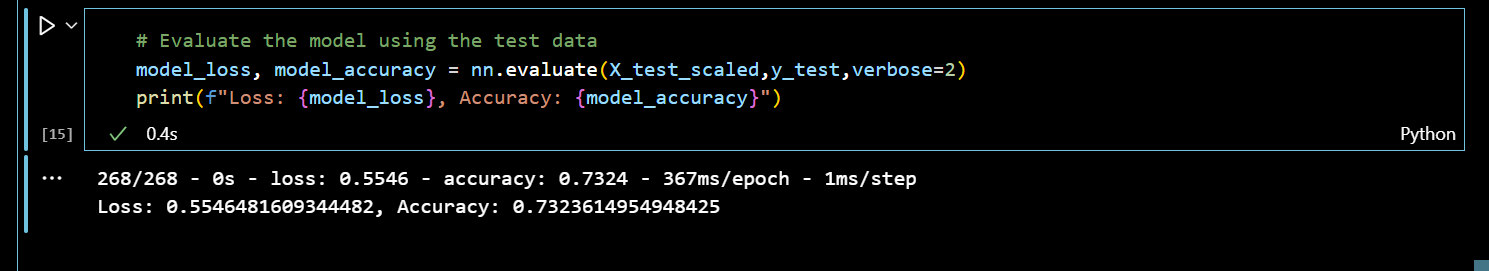 # Evaluate the model using the test data
model_loss, model_accuracy = nn.evaluate(X_test_scaled,y_test,verbose=2)
print(f"Loss: {model_loss}, Accuracy: {model_accuracy}")
[15] 0.4s Python
268/268 - 0s - loss: 0.5546 - accuracy: 0.7324 - 367ms/epoch - 1ms/step
Loss: 0.5546481609344482, Accuracy: 0.7323614954948425